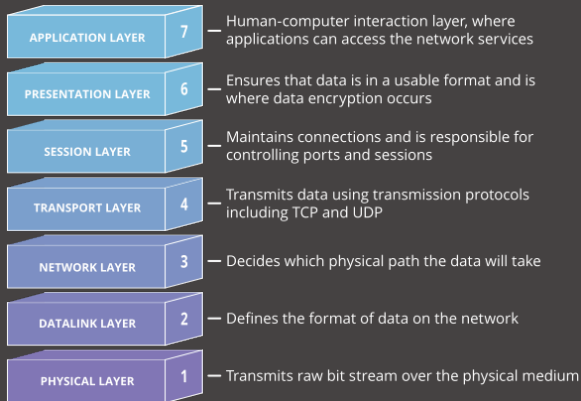 APPLICATION LAYER 7
Human-computer interaction layer, where
applications can access the network services
PRESENTATION LAYER 6
Ensures that data is in a usable format and is
where data encryption occurs
SESSION LAYER 5
Maintains connections and is responsible for
controlling ports and sessions
TRANSPORT LAYER 4
Transmits data using transmission protocols
including TCP and UDP
NETWORK LAYER 3
Decides which physical path the data will take
DATALINK LAYER 2
Defines the format of data on the network
PHYSICAL LAYER 1
Transmits raw bit stream over the physical medium